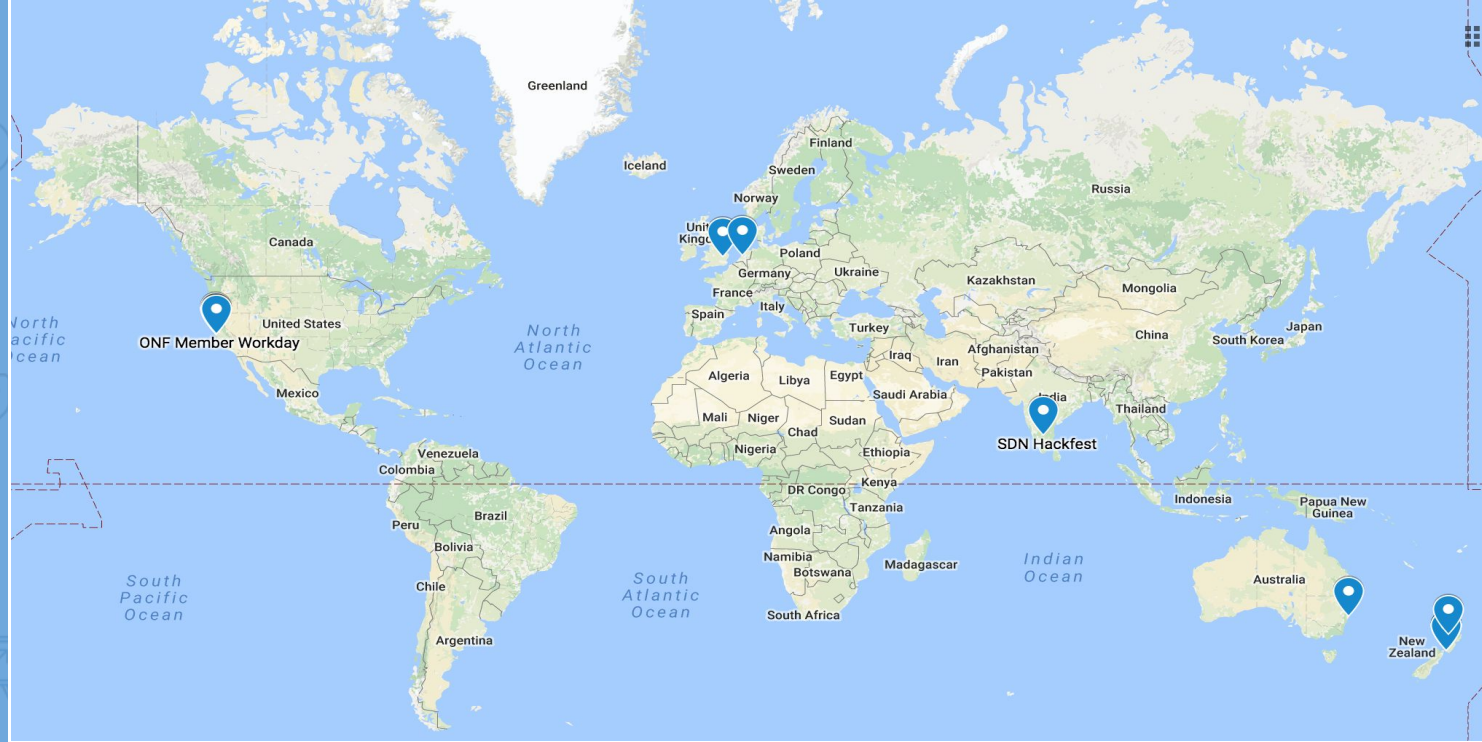 Greenland
Iceland
Finland
Sweden
Norway
Russia
Canada
Kingdo
Poland
Germany
Ukraine
Kazakhstan
Mongolia
France
Italy
Spain
Turkey
North
Atlantic
Ocean
United States
ONF Member Workday
Japan
China
South Korea
Afghanistan
Iraq
Iran
Pakistan
Algeria
Libya
Egypt
Saudi Arabia
Mexico
Mali
Niger
Sudan
Chad
Thailand
SDN Hackfest
Nigeria
Ethiopia
Venezuela
Colombia
Kenya
DR Congo
Tanzania
Indonesia
Papua New
Guinea
Peru
Brazil
Angola
Bolivia
Namibia
Botswana
Madagascar
Indian
Ocean
Australia
South
Pacific
Ocean
South
Atlantic
Ocean
Chile
South Africa
Argentina
New
Zealand